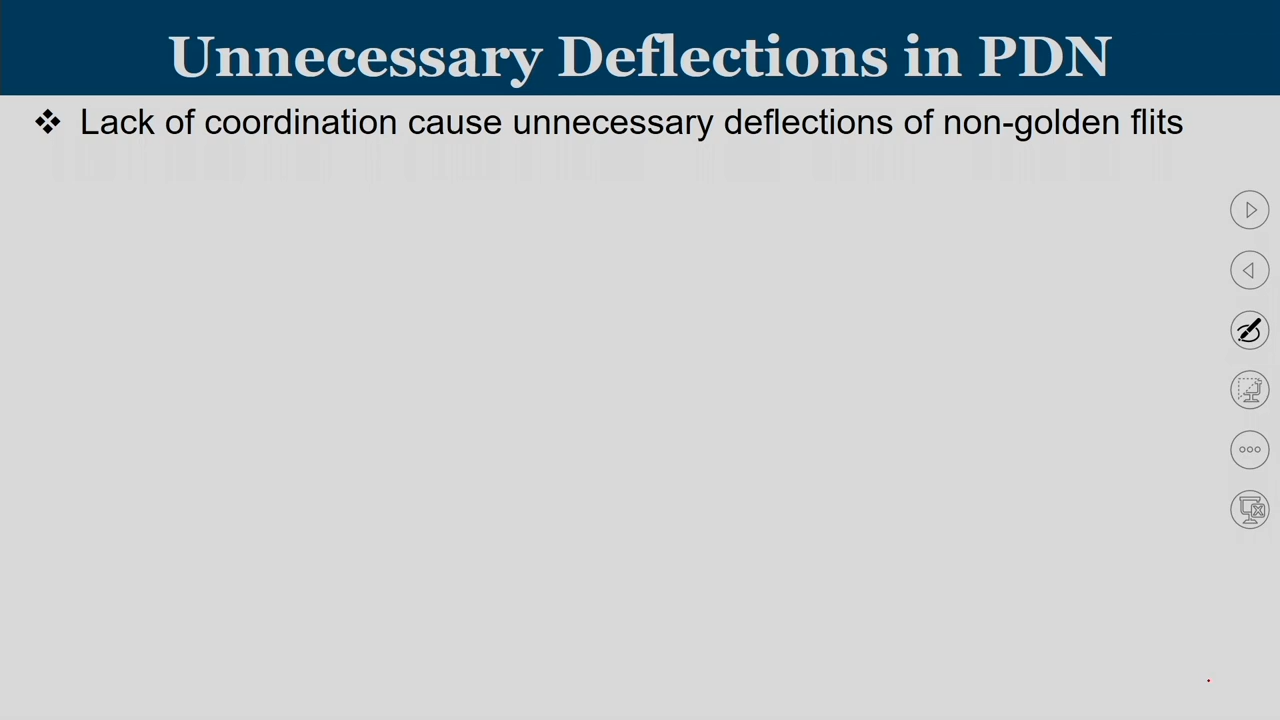 Unnecessary Deflections in PDN
❖ Lack of coordination cause unnecessary deflections of non-golden flits